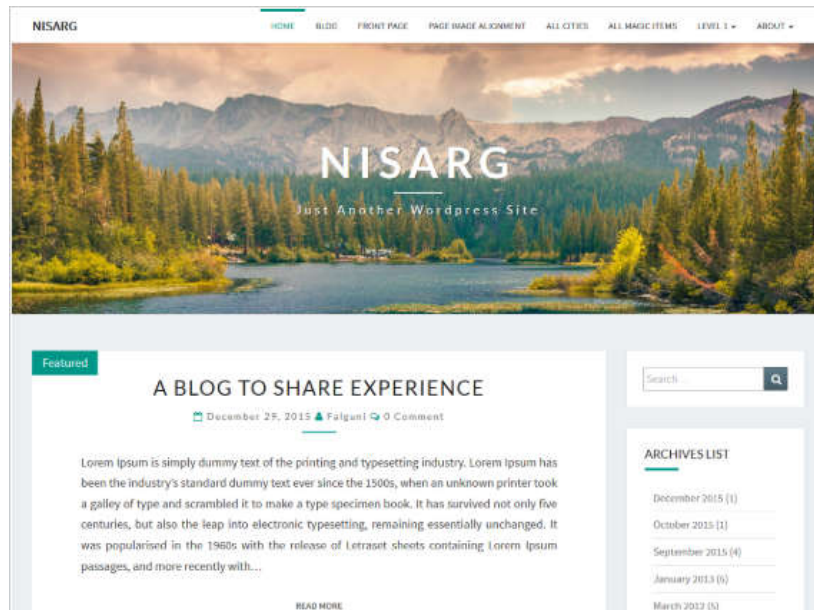 NISARG
HOME BLOG FRONT PAGE PAGE IMAGE ALIGNMENT ALL CITIES ALL MAGIC ITEMS LEVEL 1 ABOUT
NISARG
Just Another Wordpress Site
Featured
A BLOG TO SHARE EXPERIENCE
December 29, 2015 Falguni 0 Comment
Lorem Ipsum is simply dummy text of the printing and typesetting industry. Lorem Ipsum has
been the industry's standard dummy text ever since the 1500s, when an unknown printer took
a galley of type and scrambled it to make a type specimen book. It has survived not only five
centuries, but also the leap into electronic typesetting, remaining essentially unchanged. It
was popularised in the 1960s with the release of Letraset sheets containing Lorem Ipsum
passages, and more recently with…
READ MORE
Search …
ARCHIVES LIST
December 2015 (1)
October 2015 (1)
September 2015 (4)
January 2013 (5)
March 2012 (5)